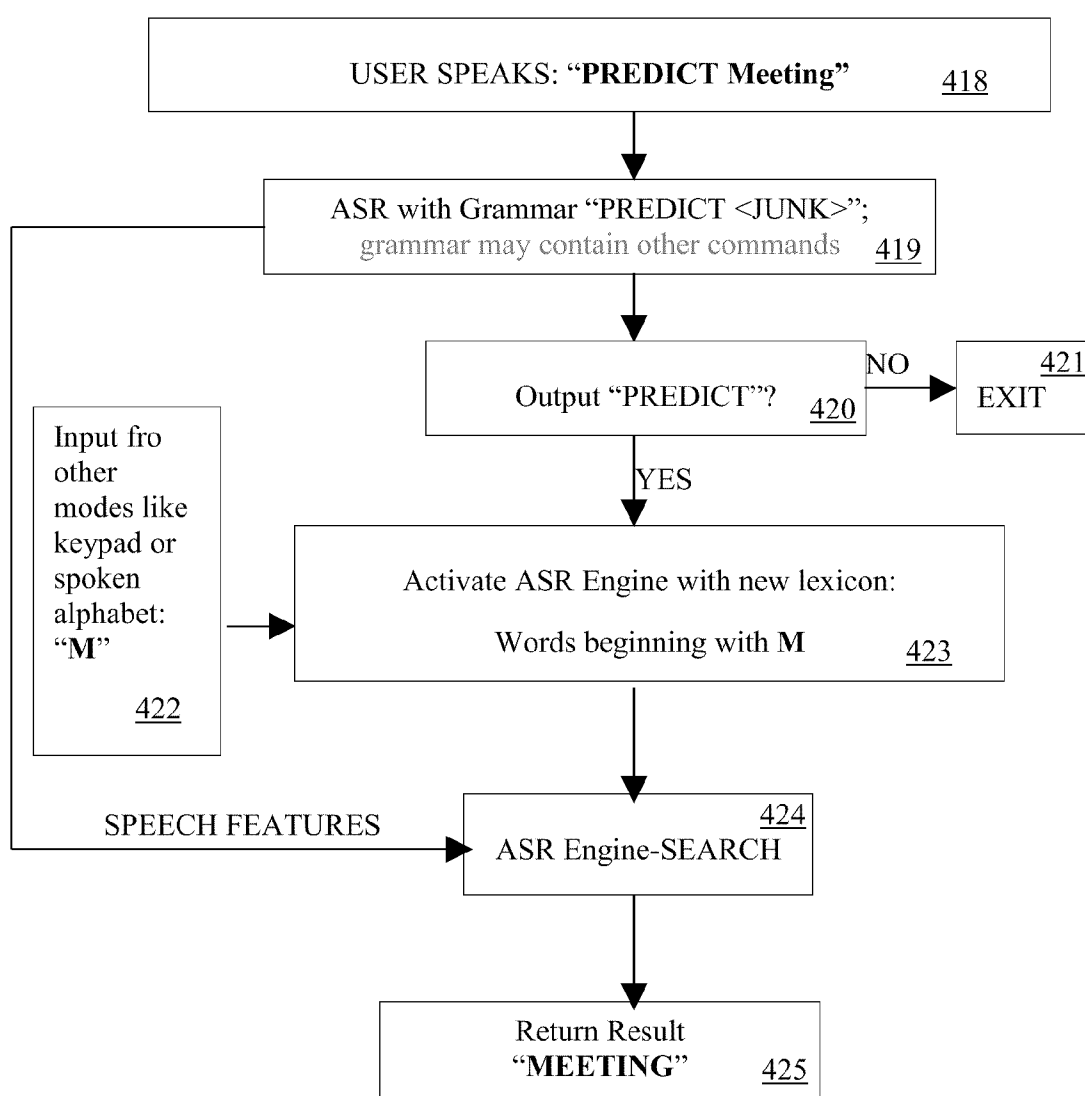 USER SPEAKS: “PREDICT Meeting”
418
ASR with Grammar “PREDICT <JUNK>”;
grammar may contain other commands
419
Output “PREDICT”?
420
NO
421
EXIT
YES
Input fro
other
modes like
keypad or
spoken
alphabet:
“M”
422
Activate ASR Engine with new lexicon:
Words beginning with M
423
SPEECH FEATURES
424
ASR Engine-SEARCH
Return Result
“MEETING”
425